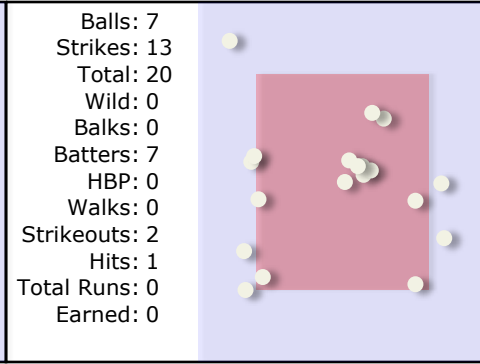 Balls: 7
Strikes: 13
Total: 20
Wild: 0
Balks: 0
Batters: 7
HBP: 0
Walks: 0
Strikeouts: 2
Hits: 1
Total Runs: 0
Earned: 0